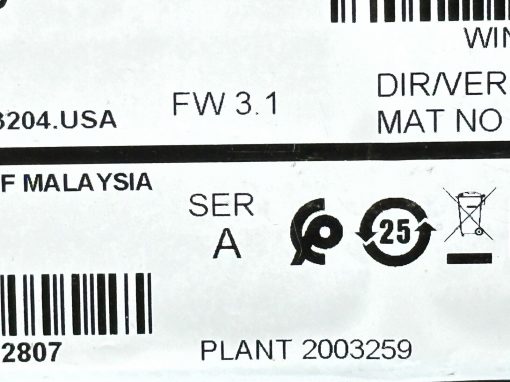 WIN
DIR/VER
FW 3.1
3204.USA
MAT NO
F MALAYSIA
SER
A
25
2807
PLANT 2003259